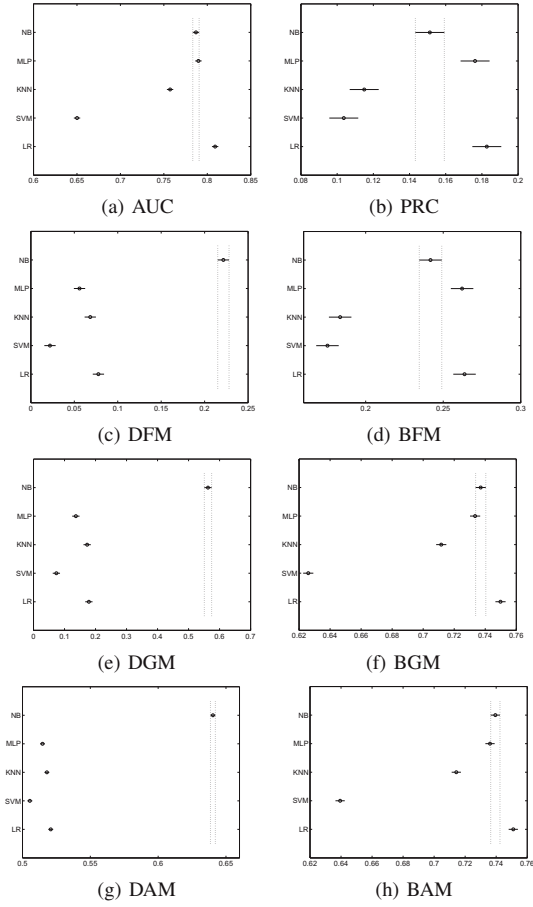 NB
MLP
KNN
SVM
LR
0.6 0.65 0.7 0.75 0.8 0.85
(a) AUC
NB
MLP
KNN
SVM
LR
0.08 0.1 0.12 0.14 0.16 0.18 0.2
(b) PRC
NB
MLP
KNN
SVM
LR
0 0.05 0.1 0.15 0.2 0.25
(c) DFM
NB
MLP
KNN
SVM
LR
0.2 0.2 0.3 0.3
(d) BFM
NB
MLP
KNN
SVM
LR
0 0.1 0.2 0.3 0.4 0.5 0.6 0.7
(e) DGM
NB
MLP
KNN
SVM
LR
0.62 0.64 0.66 0.68 0.7 0.72 0.74 0.76
(f) BGM
NB
MLP
KNN
SVM
LR
0.5 0.55 0.6 0.65
(g) DAM
NB
MLP
KNN
SVM
LR
0.62 0.64 0.66 0.68 0.7 0.72 0.74 0.76
(h) BAM